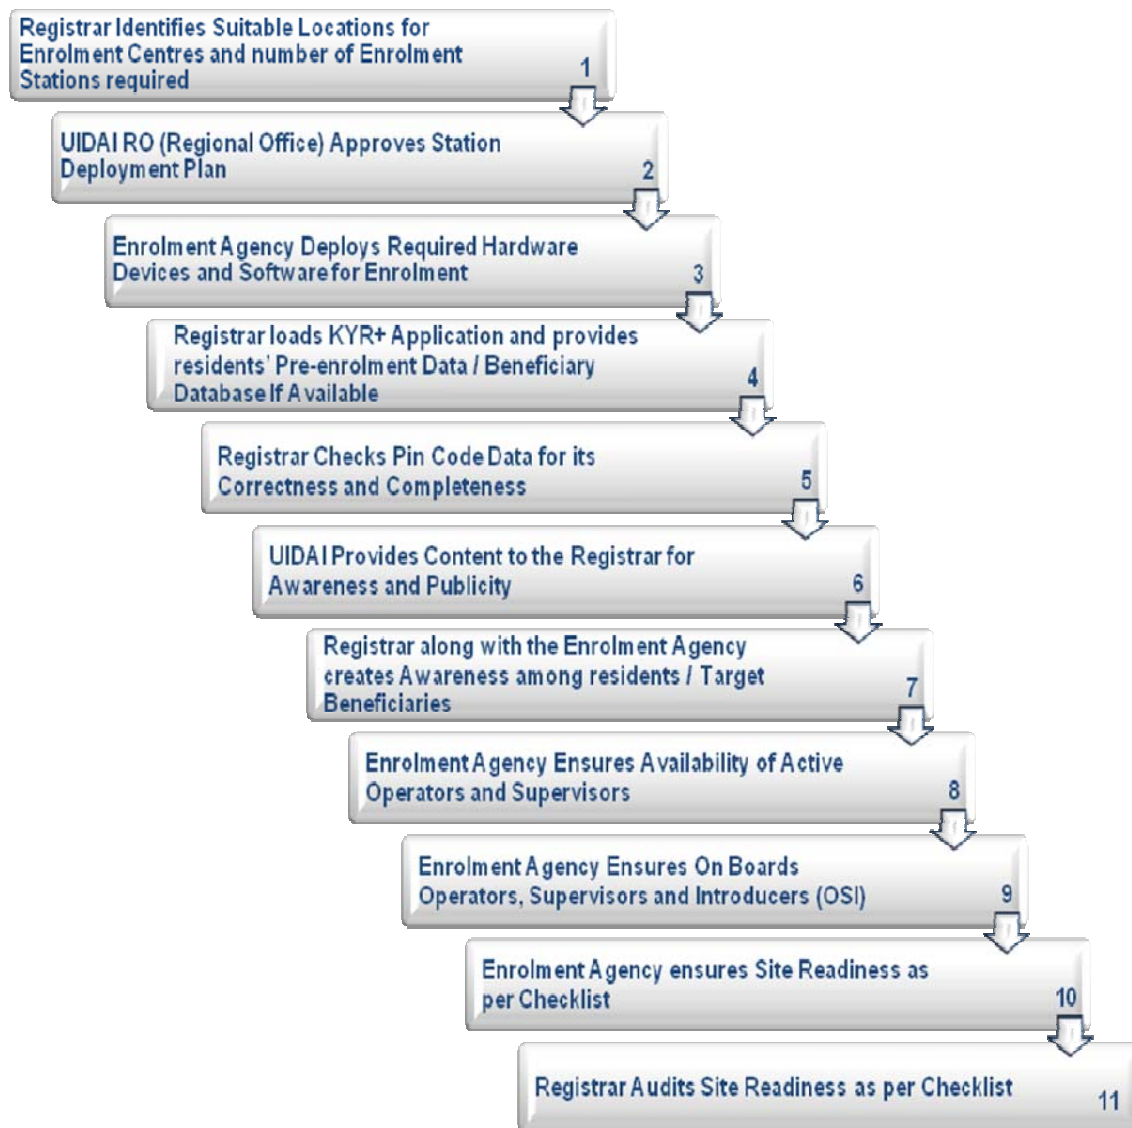 Registrar Identifies Suitable Locations for
Enrolment Centres and number of Enrolment
Stations required
1
UIDAI RO (Regional Office) Approves Station
Deployment Plan
2
Enrolment Agency Deploys Required Hardware
Devices and Software for Enrolment
3
Registrar loads KYR+ Application and provides
residents' Pre-enrolment Data / Beneficiary
Database If Available
4
Registrar Checks Pin Code Data for its
Correctness and Completeness
5
UIDAI Provides Content to the Registrar for
Awareness and Publicity
6
Registrar along with the Enrolment Agency
creates Awareness among residents / Target
Beneficiaries
7
Enrolment Agency Ensures Availability of Active
Operators and Supervisors
8
Enrolment Agency Ensures On Boards
Operators, Supervisors and Introducers (OSI)
9
Enrolment Agency ensures Site Readiness as
per Checklist
10
Registrar Audits Site Readiness as per Checklist
11